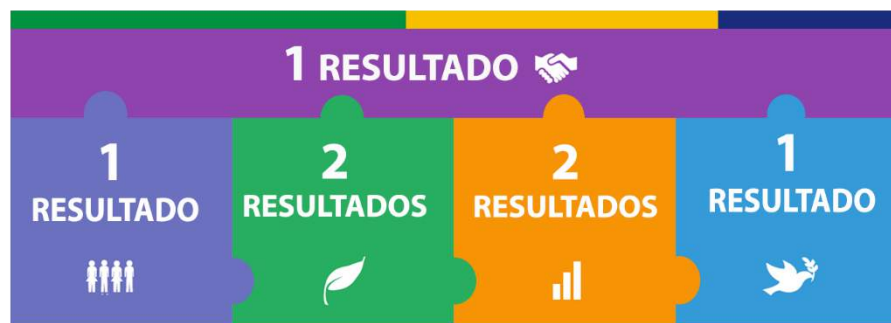 1 RESULTADO
1
RESULTADO
2
RESULTADOS
2
RESULTADOS
1
RESULTADO